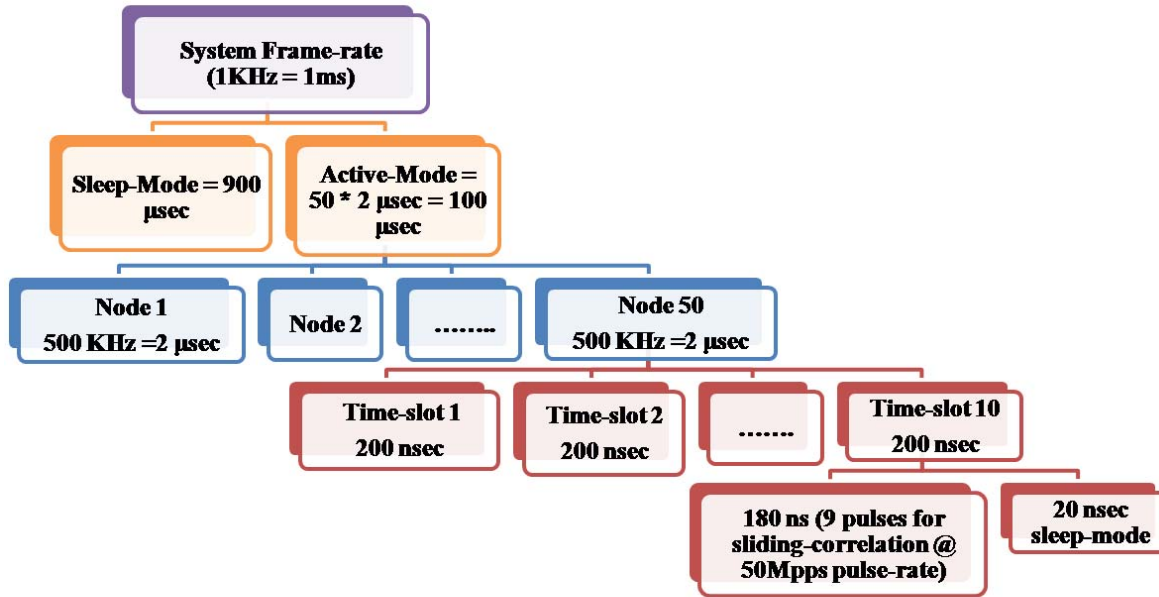 System Frame-rate
(1KHz = 1ms)
Sleep-Mode = 900
µsec
Active-Mode =
50 * 2 µsec = 100
µsec
Node 1
500 KHz =2 µsec
Node 2
........
Node 50
500 KHz =2 µsec
Time-slot 1
200 nsec
Time-slot 2
200 nsec
.......
Time-slot 10
200 nsec
180 ns (9 pulses for
sliding-correlation @
50Mpps pulse-rate)
20 nsec
sleep-mode